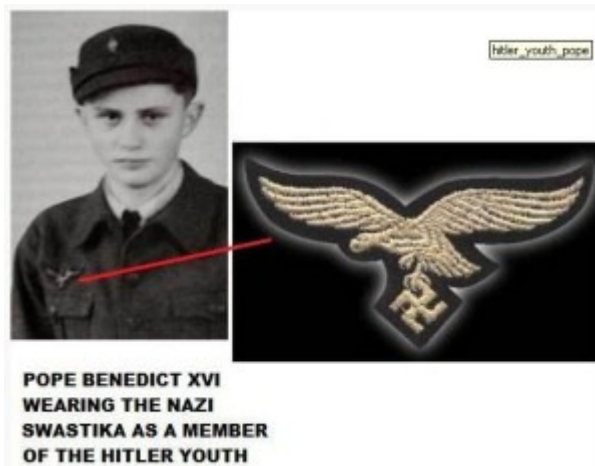 hitler_youth_pope
POPE BENEDICT XVI
WEARING THE NAZI
SWASTIKA AS A MEMBER
OF THE HITLER YOUTH